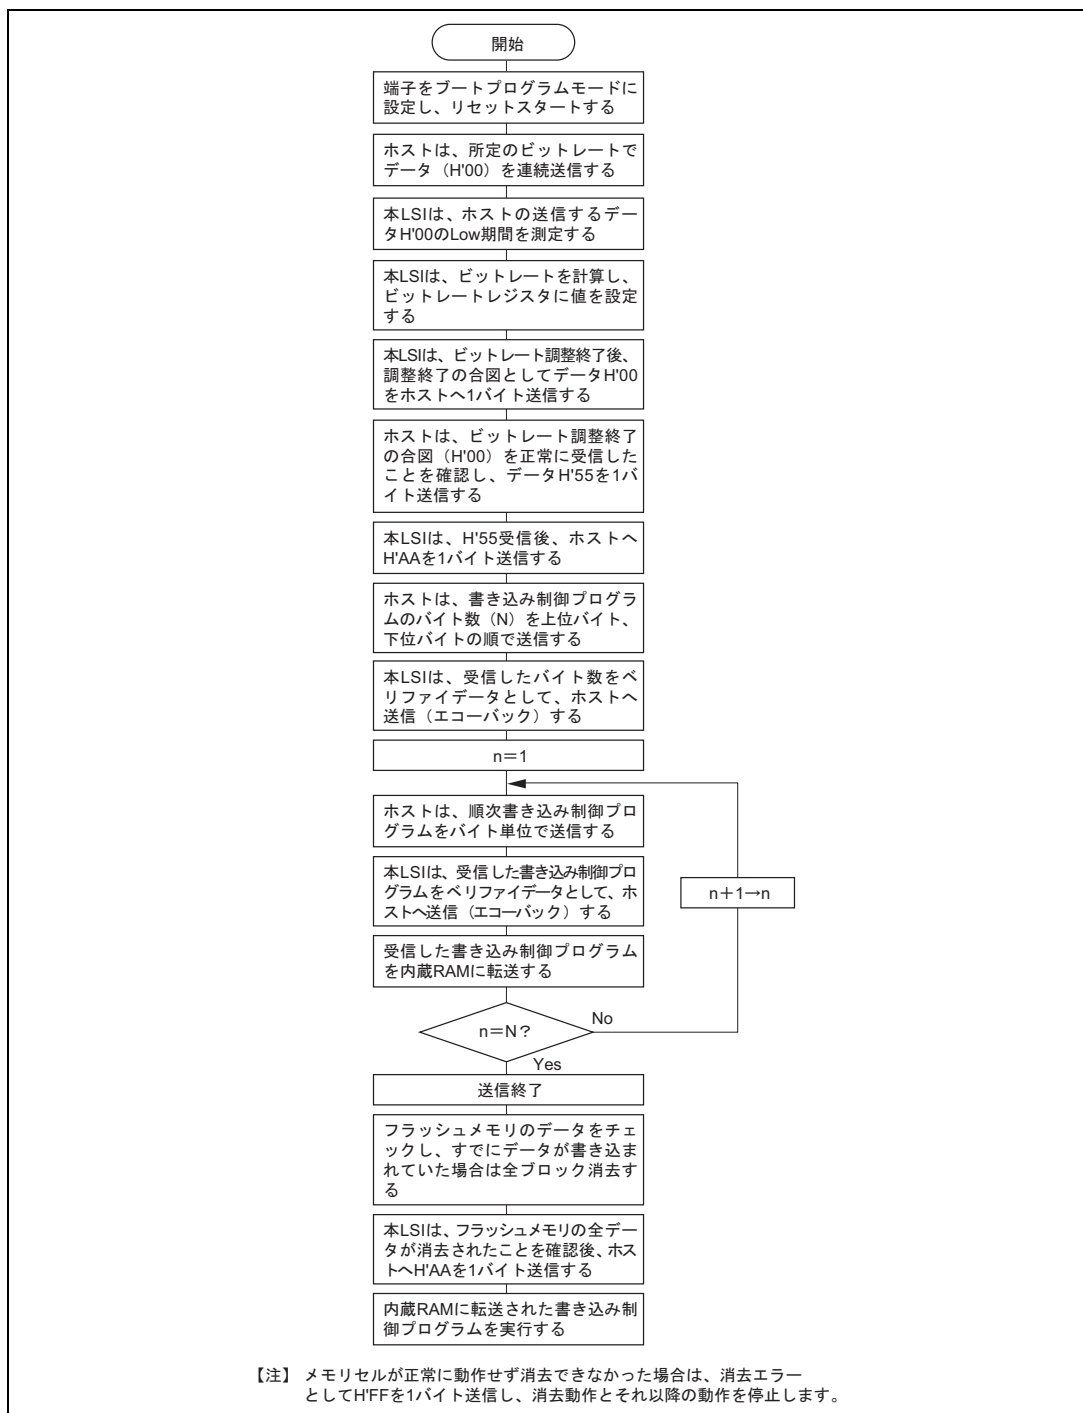 開始
端子をブートプログラムモードに
設定し、リセットスタートする
ホストは、所定のビットレートで
データ（H'00）を連続送信する
本LSIは、ホストの送信するデー
タH'00のLow期間を測定する
本LSIは、ビットレートを計算し、
ビットレートレジスタに値を設定
する
本LSIは、ビットレート調整終了後、
調整終了の合図としてデータH'00
をホストへ1バイト送信する
ホストは、ビットレート調整終了
の合図（H'00）を正常に受信した
ことを確認し、データH'55を1バ
イト送信する
本LSIは、H'55受信後、ホストへ
H'AAを1バイト送信する
ホストは、書き込み制御プログラ
ムのバイト数（N）を上位バイト、
下位バイトの順で送信する
本LSIは、受信したバイト数をベ
リファイデータとして、ホストへ
送信（エコーバック）する
n＝1
ホストは、順次書き込み制御プロ
グラムをバイト単位で送信する
本LSIは、受信した書き込み制御プロ
グラムをベリファイデータとして、ホ
ストへ送信（エコーバック）する
n＋1→n
受信した書き込み制御プログラム
を内蔵RAMに転送する
n＝N？
No
Yes
送信終了
フラッシュメモリのデータをチェ
ックし、すでにデータが書き込ま
れていた場合は全ブロック消去す
る
本LSIは、フラッシュメモリの全デー
タが消去されたことを確認後、ホス
トへH'AAを1バイト送信する
内蔵RAMに転送された書き込み制
御プログラムを実行する
【注】 メモリセルが正常に動作せず消去できなかった場合は、消去エラー
としてH'FFを1バイト送信し、消去動作とそれ以降の動作を停止します。